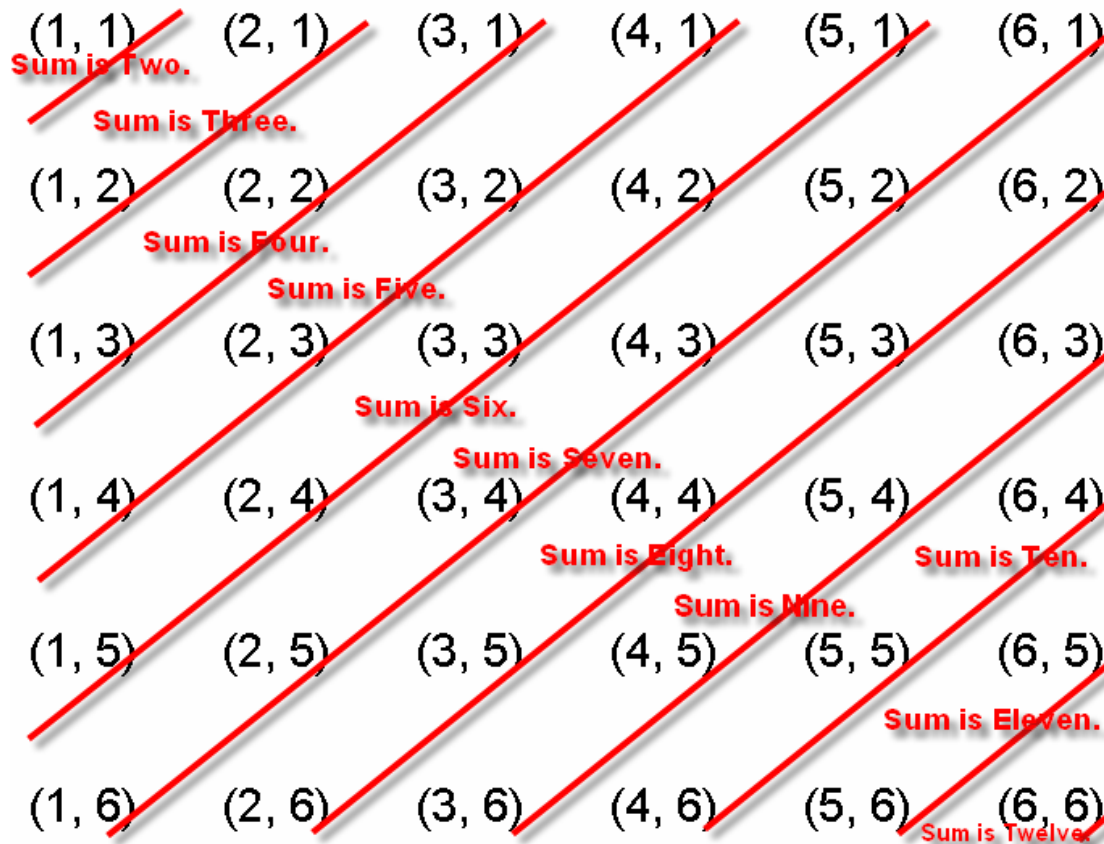 (1, 1) (2, 1) (3, 1) (4, 1) (5, 1) (6, 1)
Sum is Two.
Sum is Three.
(1, 2) (2, 2) (3, 2) (4, 2) (5, 2) (6, 2)
Sum is Four.
Sum is Five.
(1, 3) (2, 3) (3, 3) (4, 3) (5, 3) (6, 3)
Sum is Six.
Sum is Seven.
(1, 4) (2, 4) (3, 4) (4, 4) (5, 4) (6, 4)
Sum is Eight.
Sum is Ten.
Sum is Nine.
(1, 5) (2, 5) (3, 5) (4, 5) (5, 5) (6, 5)
Sum is Eleven.
(1, 6) (2, 6) (3, 6) (4, 6) (5, 6) (6, 6)
Sum is Twelve.